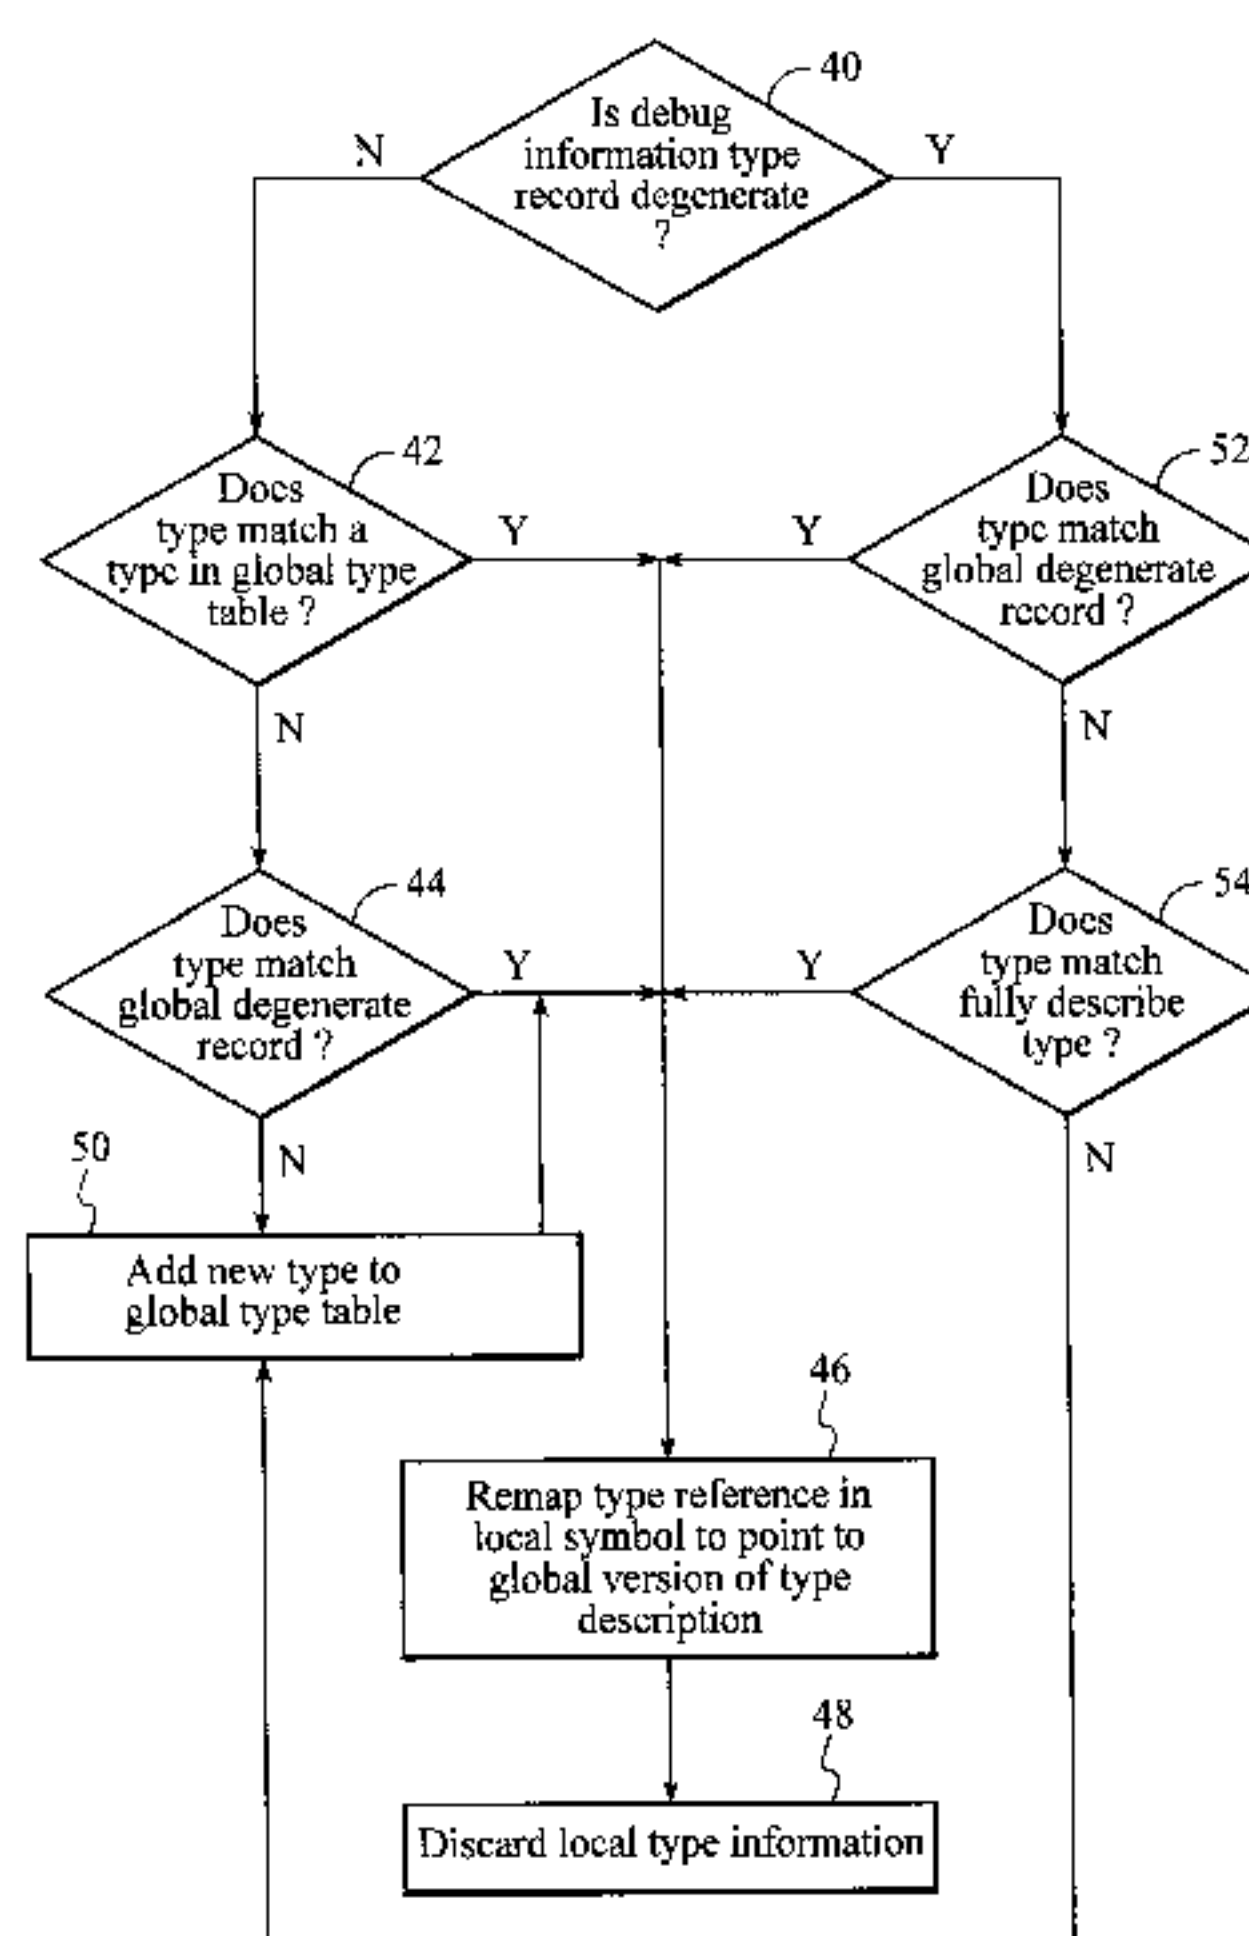 40
Is debug
information type
record degenerate
?
N
Y
42
Does
type match a
type in global type
table ?
Y
N
52
Does
type match
global degenerate
record ?
Y
N
44
Does
type match
global degenerate
record ?
Y
N
54
Does
type match
fully describe
type ?
Y
N
50
Add new type to
global type table
46
Remap type reference in
local symbol to point to
global version of type
description
48
Discard local type information